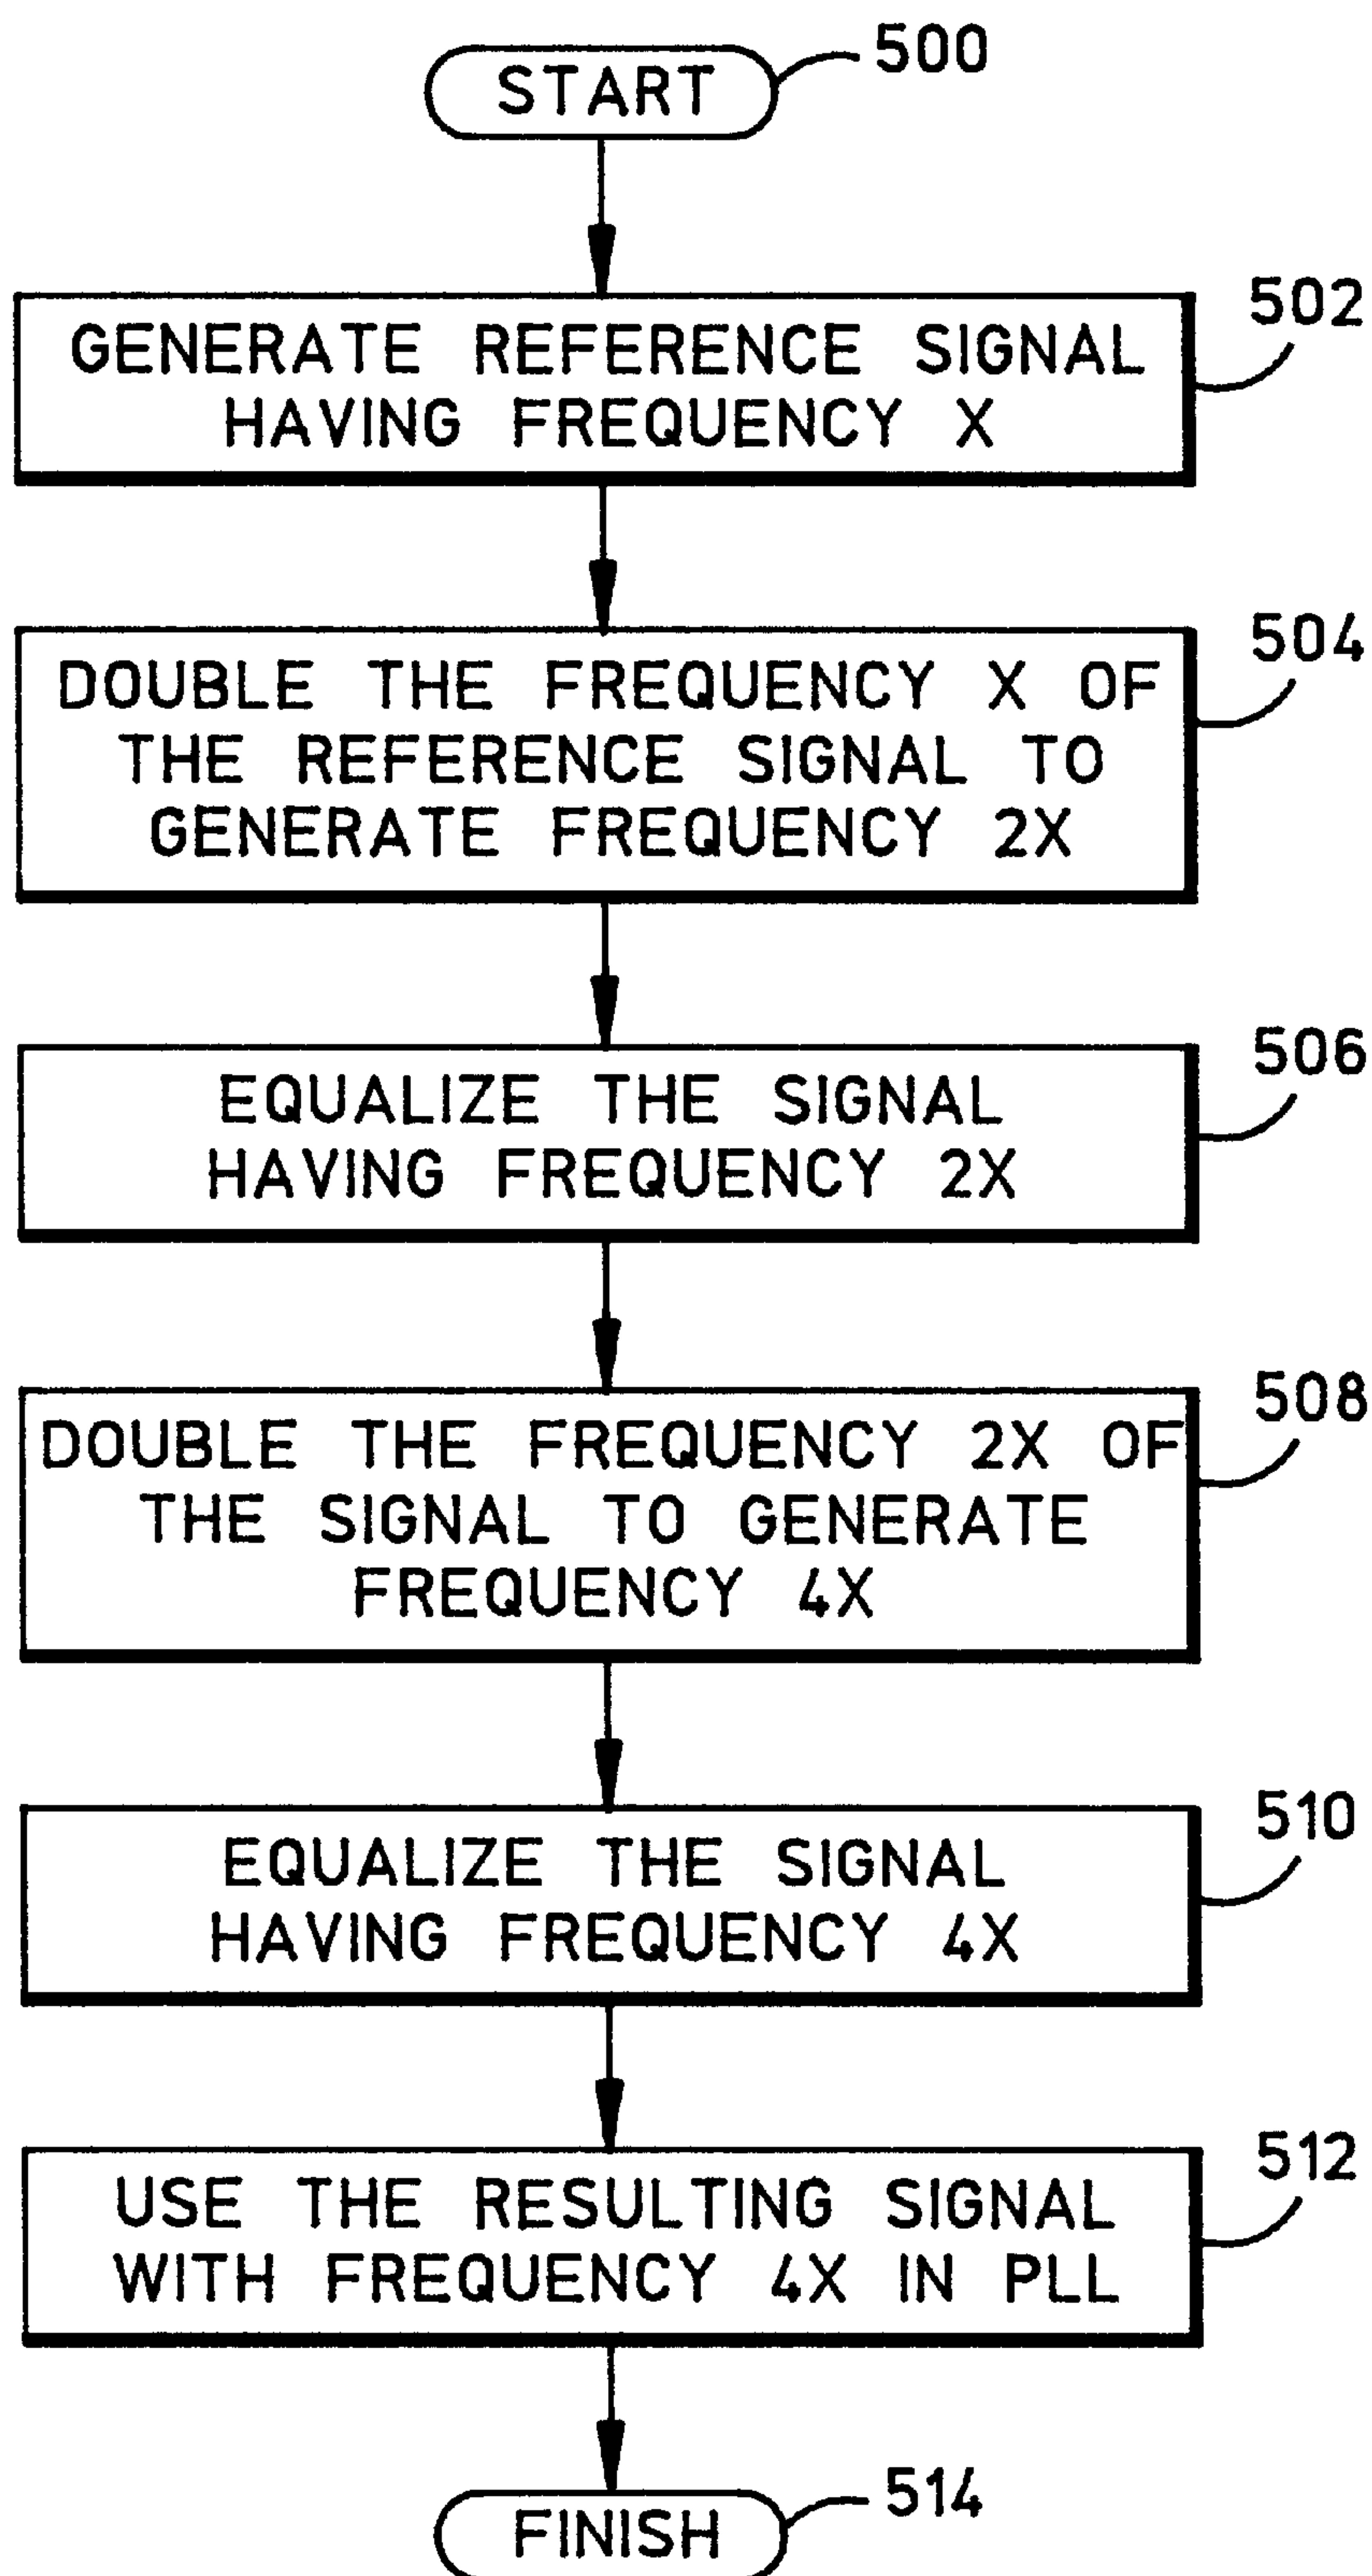 START
500
GENERATE REFERENCE SIGNAL
HAVING FREQUENCY X
502
DOUBLE THE FREQUENCY X OF
THE REFERENCE SIGNAL TO
GENERATE FREQUENCY 2X
504
EQUALIZE THE SIGNAL
HAVING FREQUENCY 2X
506
DOUBLE THE FREQUENCY 2X OF
THE SIGNAL TO GENERATE
FREQUENCY 4X
508
EQUALIZE THE SIGNAL
HAVING FREQUENCY 4X
510
USE THE RESULTING SIGNAL
WITH FREQUENCY 4X IN PLL
512
FINISH
514